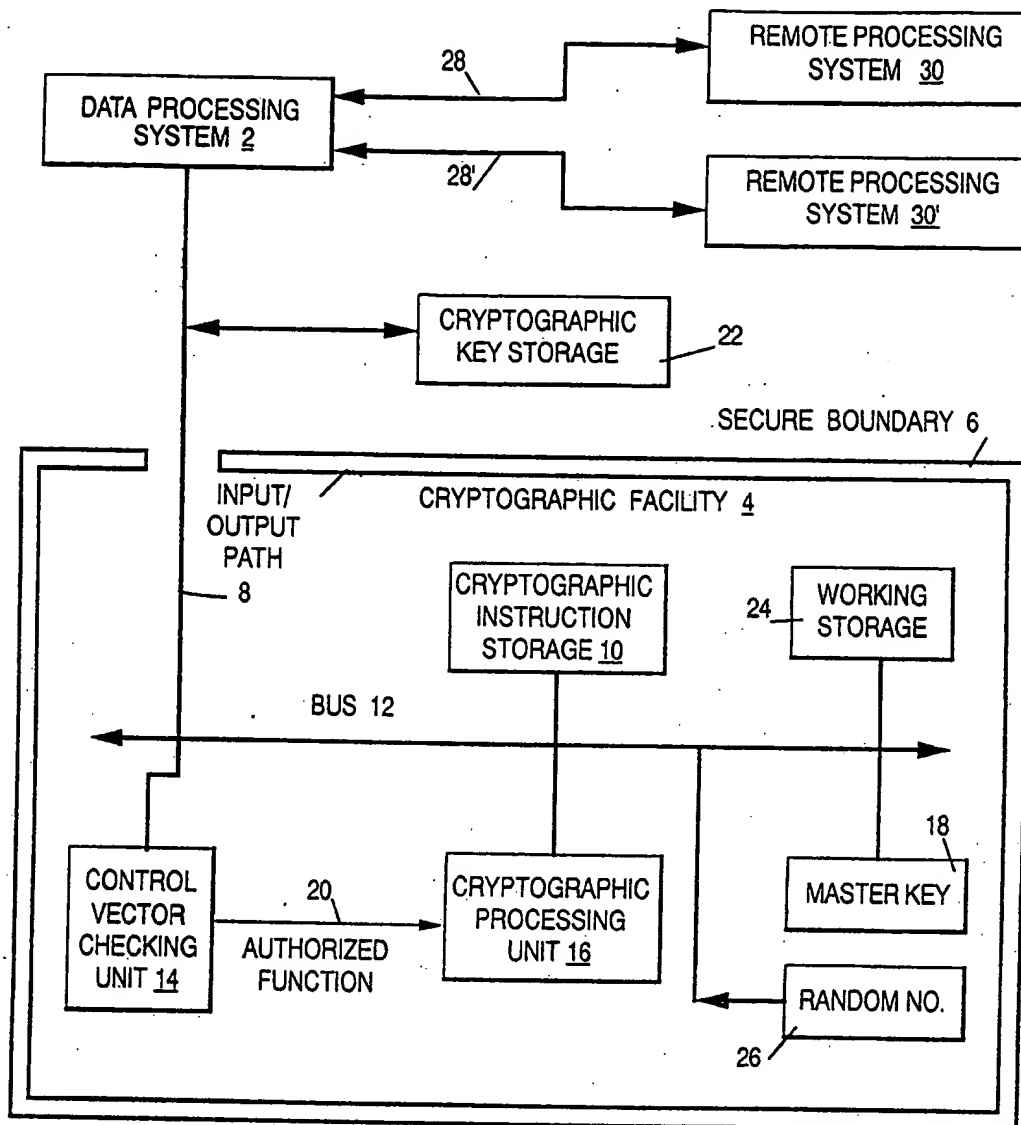 REMOTE PROCESSING
SYSTEM 30
28
DATA PROCESSING
SYSTEM 2
28'
REMOTE PROCESSING
SYSTEM 30'
CRYPTOGRAPHIC
KEY STORAGE
22
SECURE BOUNDARY 6
INPUT/
OUTPUT
PATH
8
CRYPTOGRAPHIC FACILITY 4
CRYPTOGRAPHIC
INSTRUCTION
STORAGE 10
24
WORKING
STORAGE
BUS 12
CONTROL
VECTOR
CHECKING
UNIT 14
20
AUTHORIZED
FUNCTION
CRYPTOGRAPHIC
PROCESSING
UNIT 16
18
MASTER KEY
RANDOM NO.
26